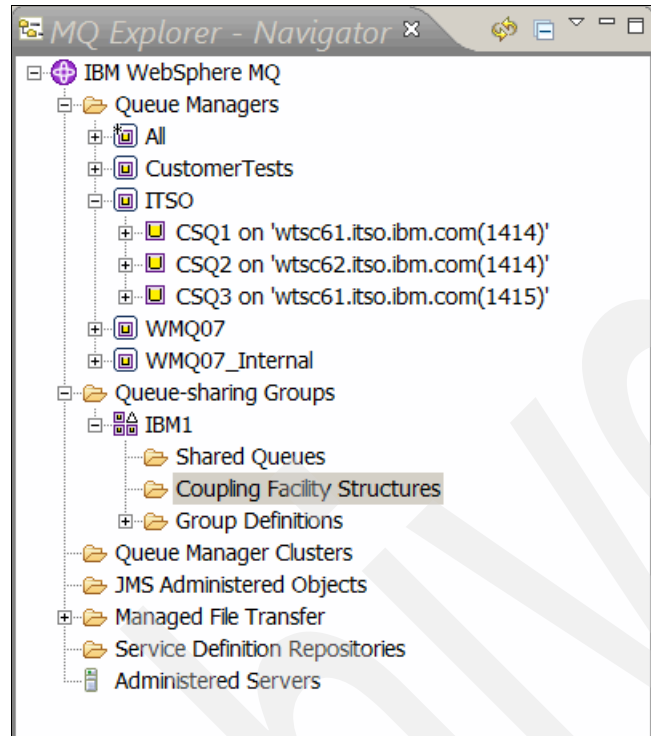 MQ Explorer - Navigator
IBM WebSphere MQ
Queue Managers
All
CustomerTests
ITSO
CSQ1 on 'wtsc61.itso.ibm.com(1414)'
CSQ2 on 'wtsc62.itso.ibm.com(1414)'
CSQ3 on 'wtsc61.itso.ibm.com(1415)'
WMQ07
WMQ07_Internal
Queue-sharing Groups
IBM1
Shared Queues
Coupling Facility Structures
Group Definitions
Queue Manager Clusters
JMS Administered Objects
Managed File Transfer
Service Definition Repositories
Administered Servers